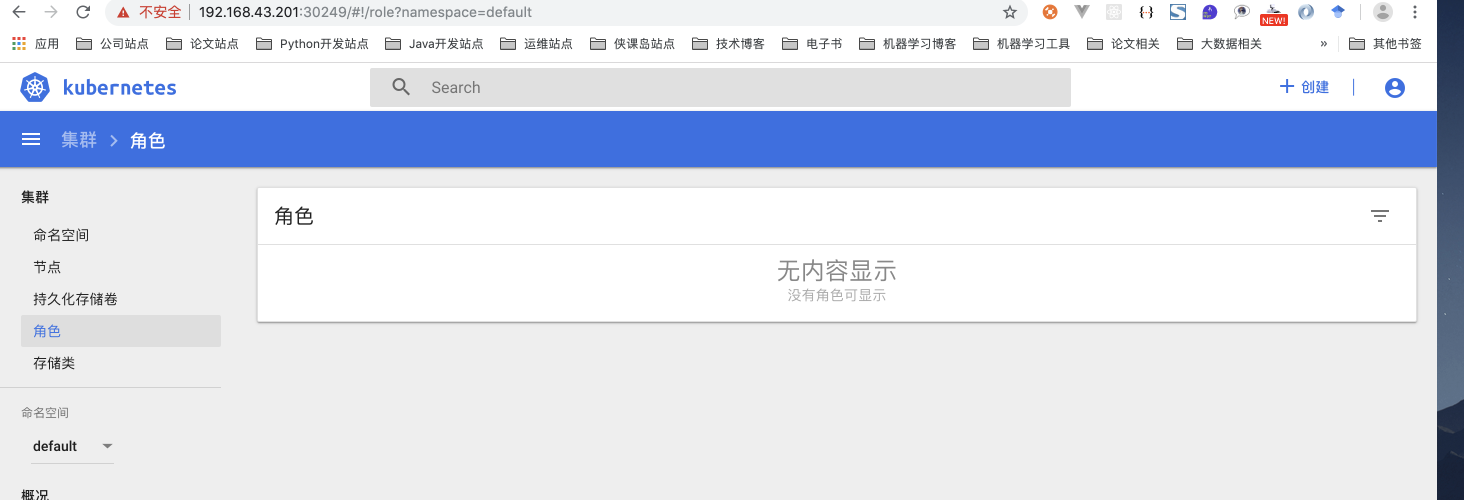 不安全 192.168.43.201:30249/#!/role?namespace=default
NEW!
应用 公司站点 论文站点 Python开发站点 Java开发站点 运维站点 侠课岛站点 技术博客 电子书 机器学习博客 机器学习工具 论文相关 大数据相关 » 其他书签
kubernetes Search 创建
集群 角色
集群
命名空间
节点
持久化存储卷
角色
存储类
命名空间
default
概况
角色
无内容显示
没有角色可显示